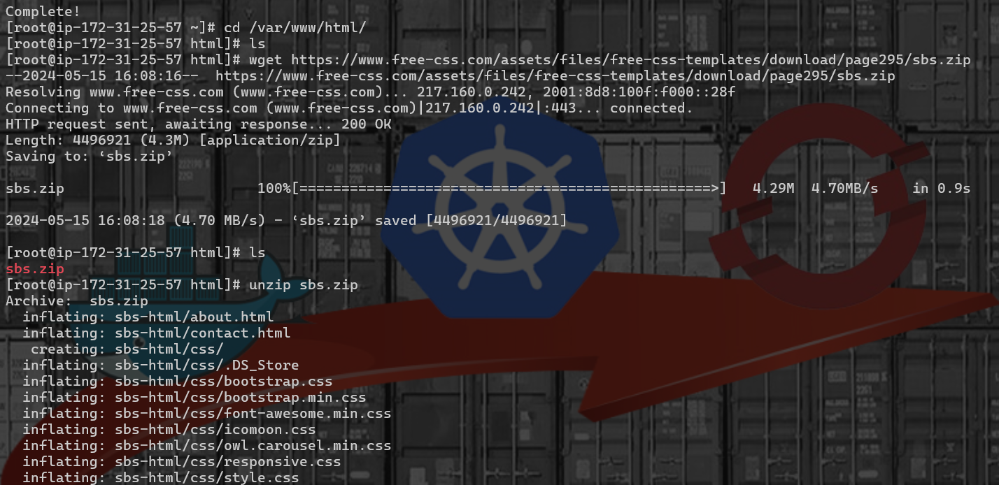 Complete!
[root@ip-172-31-25-57 ~]# cd /var/www/html/
[root@ip-172-31-25-57 html]# ls
[root@ip-172-31-25-57 html]# wget https://www.free-css.com/assets/files/free-css-templates/download/page295/sbs.zip
--2024-05-15 16:08:16--  https://www.free-css.com/assets/files/free-css-templates/download/page295/sbs.zip
Resolving www.free-css.com (www.free-css.com)... 217.160.0.242, 2001:8d8:100f:f000::28f
Connecting to www.free-css.com (www.free-css.com)|217.160.0.242|:443... connected.
HTTP request sent, awaiting response... 200 OK
Length: 4496921 (4.3M) [application/zip]
Saving to: ‘sbs.zip’
sbs.zip                       100%[=================================================>]   4.29M  4.70MB/s    in 0.9s
2024-05-15 16:08:18 (4.70 MB/s) - ‘sbs.zip’ saved [4496921/4496921]
[root@ip-172-31-25-57 html]# ls
sbs.zip
[root@ip-172-31-25-57 html]# unzip sbs.zip
Archive:  sbs.zip
  inflating: sbs-html/about.html
  inflating: sbs-html/contact.html
   creating: sbs-html/css/
  inflating: sbs-html/css/.DS_Store
  inflating: sbs-html/css/bootstrap.css
  inflating: sbs-html/css/bootstrap.min.css
  inflating: sbs-html/css/font-awesome.min.css
  inflating: sbs-html/css/icomoon.css
  inflating: sbs-html/css/owl.carousel.min.css
  inflating: sbs-html/css/responsive.css
  inflating: sbs-html/css/style.css